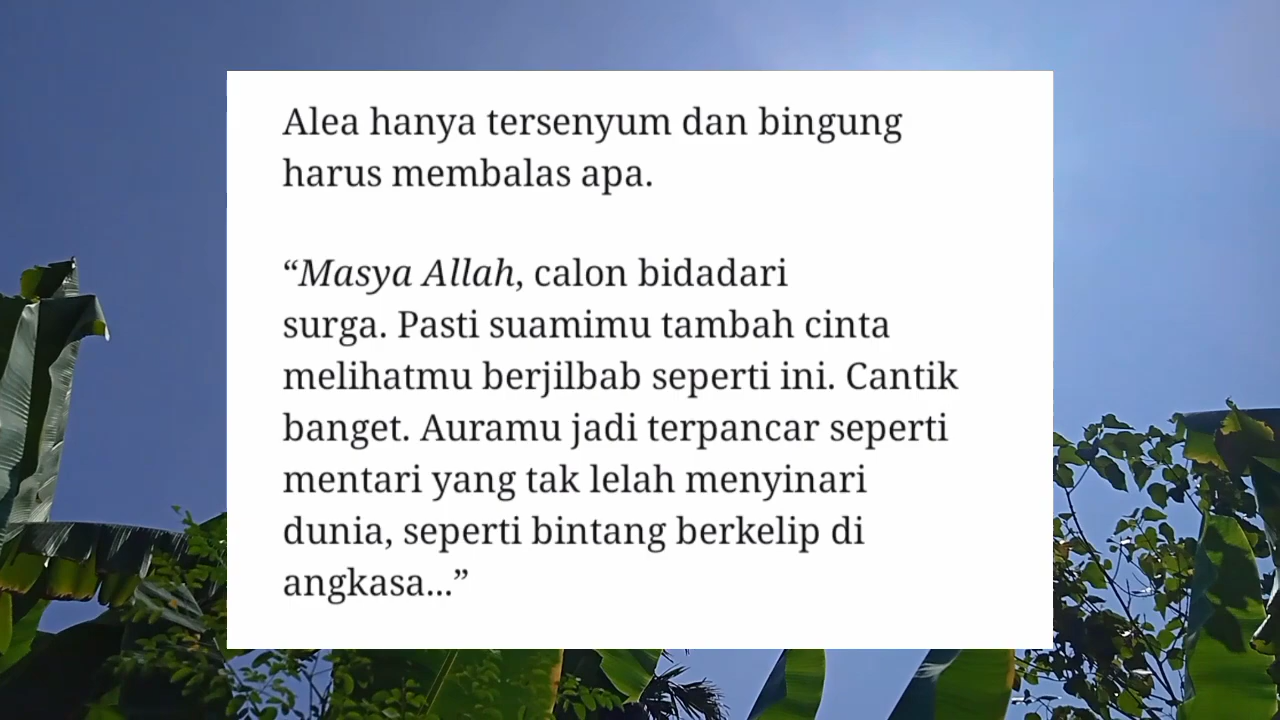 Alea hanya tersenyum dan bingung
harus membalas apa.
“Masya Allah, calon bidadari
surga. Pasti suamimu tambah cinta
melihatmu berjilbab seperti ini. Cantik
banget. Auramu jadi terpancar seperti
mentari yang tak lelah menyinari
dunia, seperti bintang berkelip di
angkasa...”